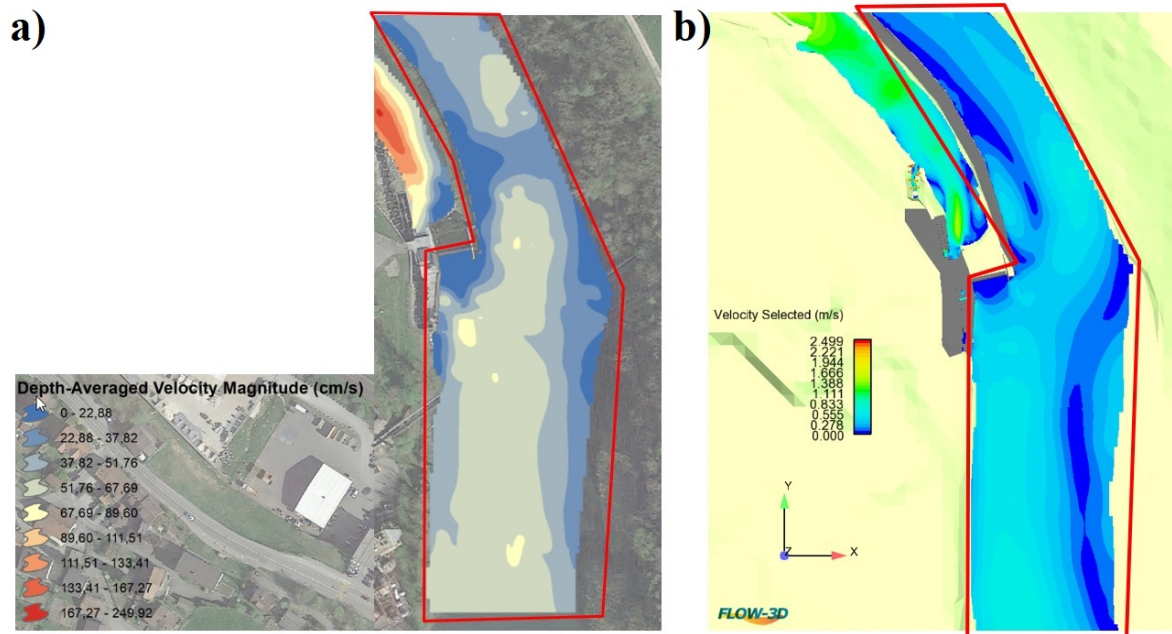 a)
Depth-Averaged Velocity Magnitude (cm/s)
0 - 22,88
22,88 - 37,82
37,82 - 51,76
51,76 - 67,69
67,69 - 89,60
89,60 - 111,51
111,51 - 133,41
133,41 - 167,27
167,27 - 249,92
b)
Velocity Selected (m/s)
2.499
2.221
1.944
1.666
1.388
1.111
0.833
0.555
0.278
0.000
Y
Z
X
FLOW-3D